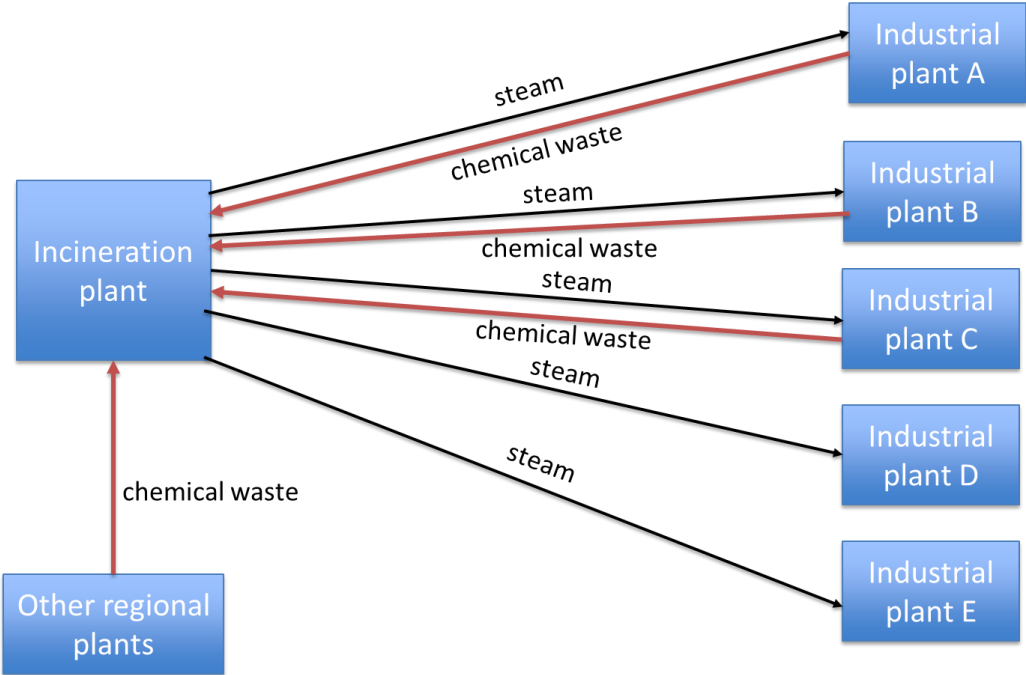 Industrial
plant A
steam
chemical waste
Industrial
plant B
steam
chemical waste
Incineration
plant
Industrial
plant C
steam
chemical waste
steam
Industrial
plant D
steam
chemical waste
Industrial
plant E
Other regional
plants